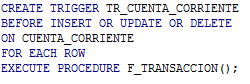 CREATE TRIGGER TR_CUENTA_CORRIENTE
BEFORE INSERT OR UPDATE OR DELETE
ON CUENTA_CORRIENTE
FOR EACH ROW
EXECUTE PROCEDURE F_TRANSACCION();